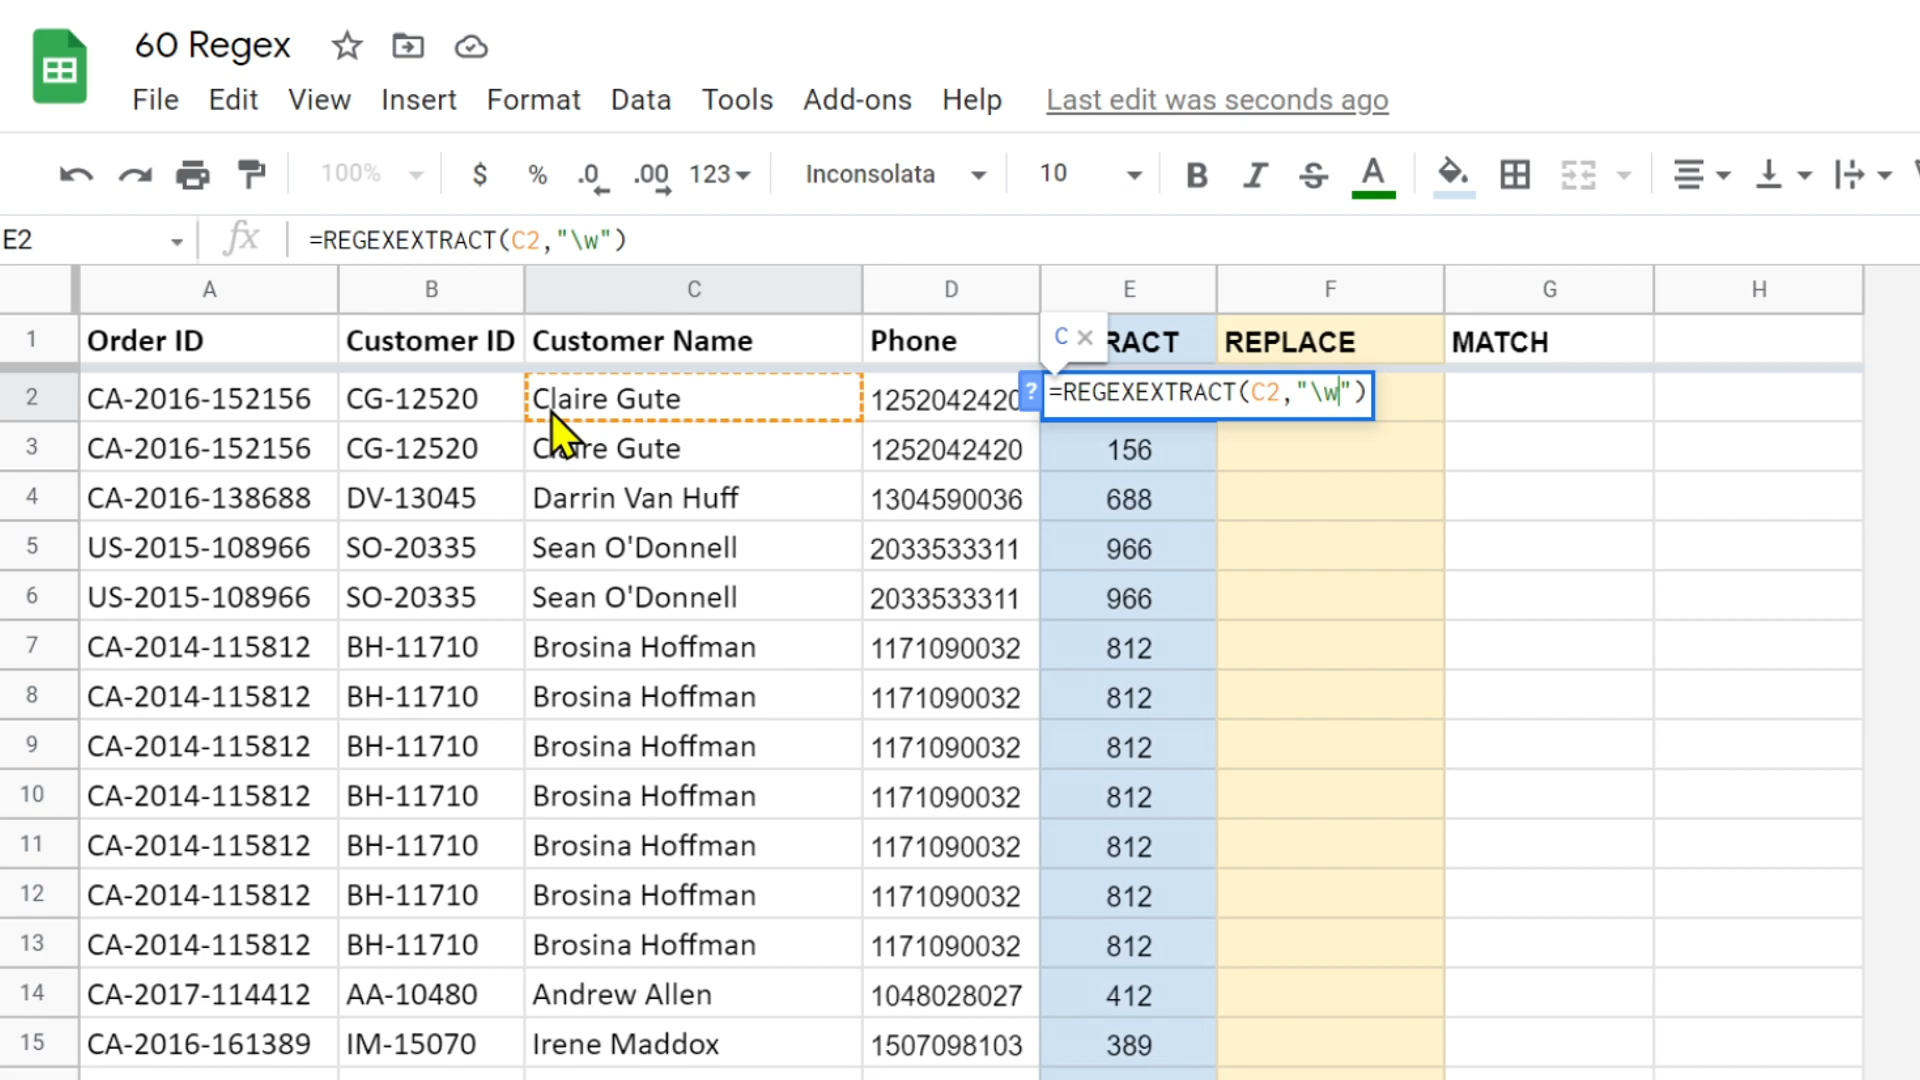 60 Regex
File Edit View Insert Format Data Tools Add-ons Help Last edit was seconds ago
100% $ % .0 .00 123 Inconsolata 10 B I S A
E2 fx =REGEXEXTRACT(C2,"\w")
A B C D E F G H
1 Order ID Customer ID Customer Name Phone C × RACT REPLACE MATCH
2 CA-2016-152156 CG-12520 Claire Gute 1252042420 ? =REGEXEXTRACT(C2,"\w")
3 CA-2016-152156 CG-12520 Claire Gute 1252042420 156
4 CA-2016-138688 DV-13045 Darrin Van Huff 1304590036 688
5 US-2015-108966 SO-20335 Sean O'Donnell 2033533311 966
6 US-2015-108966 SO-20335 Sean O'Donnell 2033533311 966
7 CA-2014-115812 BH-11710 Brosina Hoffman 1171090032 812
8 CA-2014-115812 BH-11710 Brosina Hoffman 1171090032 812
9 CA-2014-115812 BH-11710 Brosina Hoffman 1171090032 812
10 CA-2014-115812 BH-11710 Brosina Hoffman 1171090032 812
11 CA-2014-115812 BH-11710 Brosina Hoffman 1171090032 812
12 CA-2014-115812 BH-11710 Brosina Hoffman 1171090032 812
13 CA-2014-115812 BH-11710 Brosina Hoffman 1171090032 812
14 CA-2017-114412 AA-10480 Andrew Allen 1048028027 412
15 CA-2016-161389 IM-15070 Irene Maddox 1507098103 389